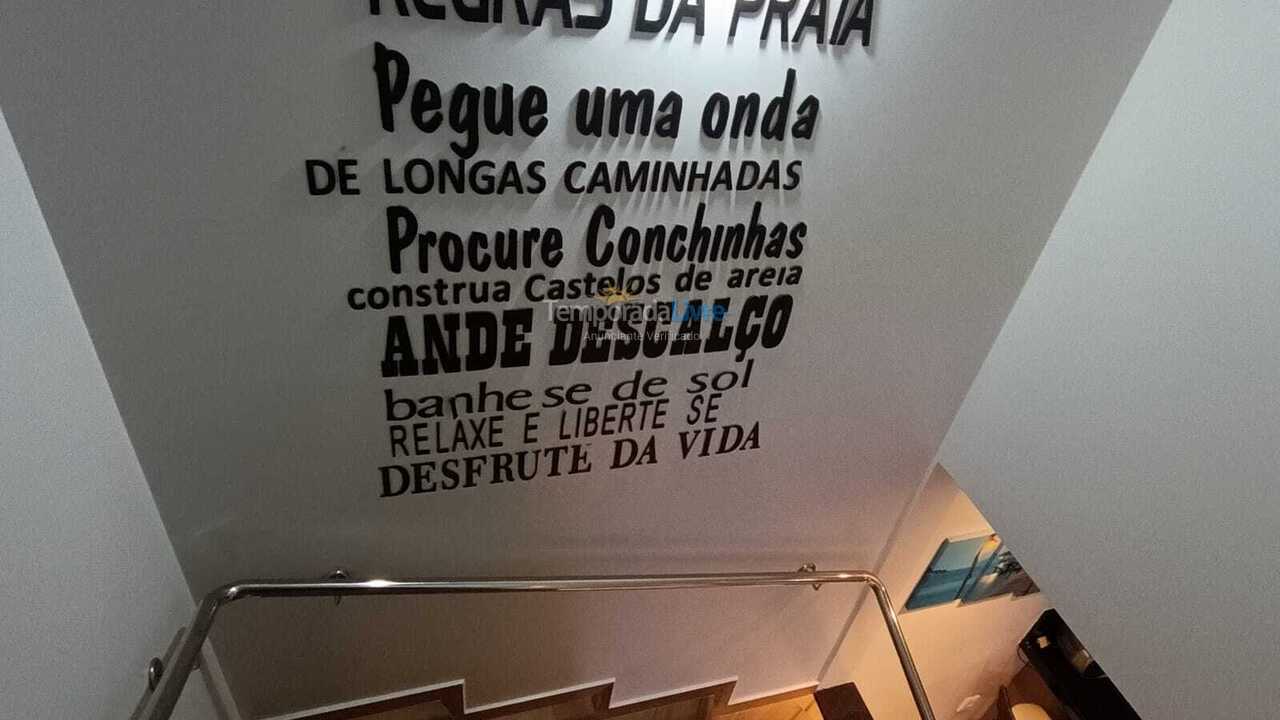 REGRAS DA PRAIA
Pegue uma onda
DE LONGAS CAMINHADAS
Procure Conchinhas
construa Castelos de areia
TemporadaLivre
Anunciante Verificado
ANDE DESCALÇO
banhe se de sol
RELAXE E LIBERTE SE
DESFRUTE DA VIDA